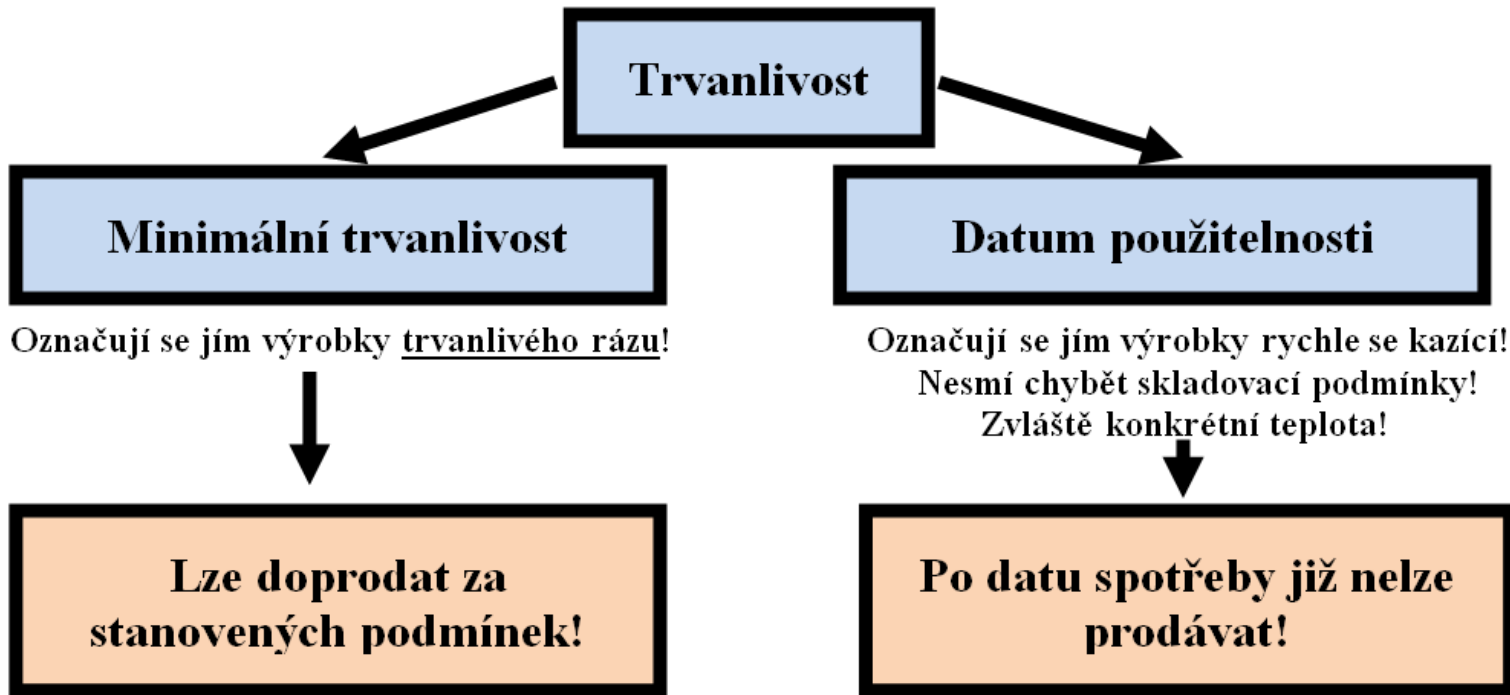 Trvanlivost
Minimální trvanlivost
Označují se jím výrobky trvanlivého rázu!
Lze doprodat za
stanovených podmínek!
Datum použitelnosti
Označují se jím výrobky rychle se kazící!
Nesmí chybět skladovací podmínky!
Zvláště konkrétní teplota!
Po datu spotřeby již nelze
prodávat!